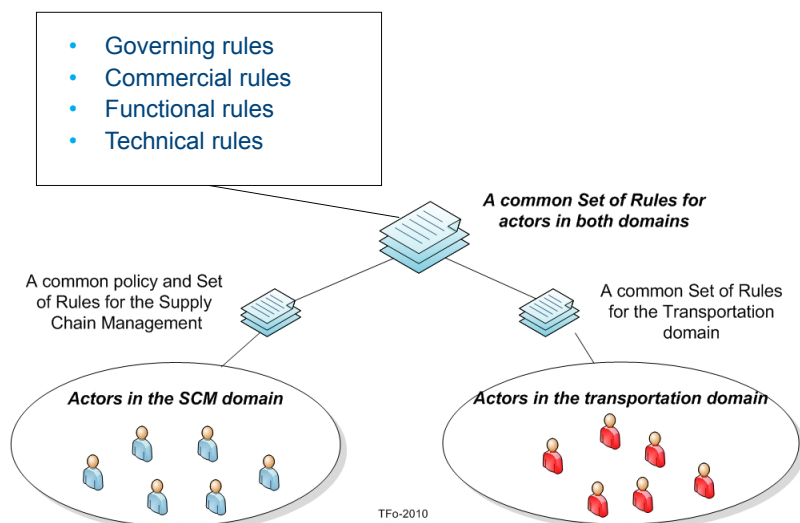 • Governing rules
• Commercial rules
• Functional rules
• Technical rules
A common Set of Rules for
actors in both domains
A common policy and Set
of Rules for the Supply
Chain Management
A common Set of Rules
for the Transportation
domain
Actors in the SCM domain
Actors in the transportation domain
TFo-2010